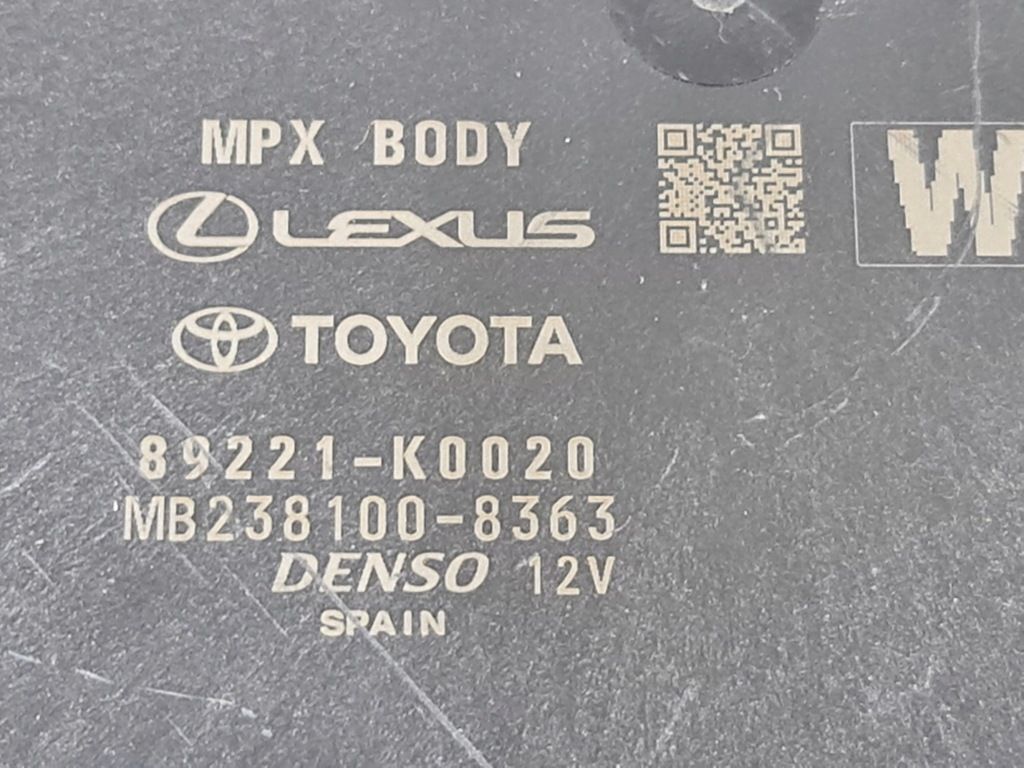 MPX BODY
LEXUS
W
TOYOTA
89221-K0020
MB238100-8363
DENSO 12V
SPAIN